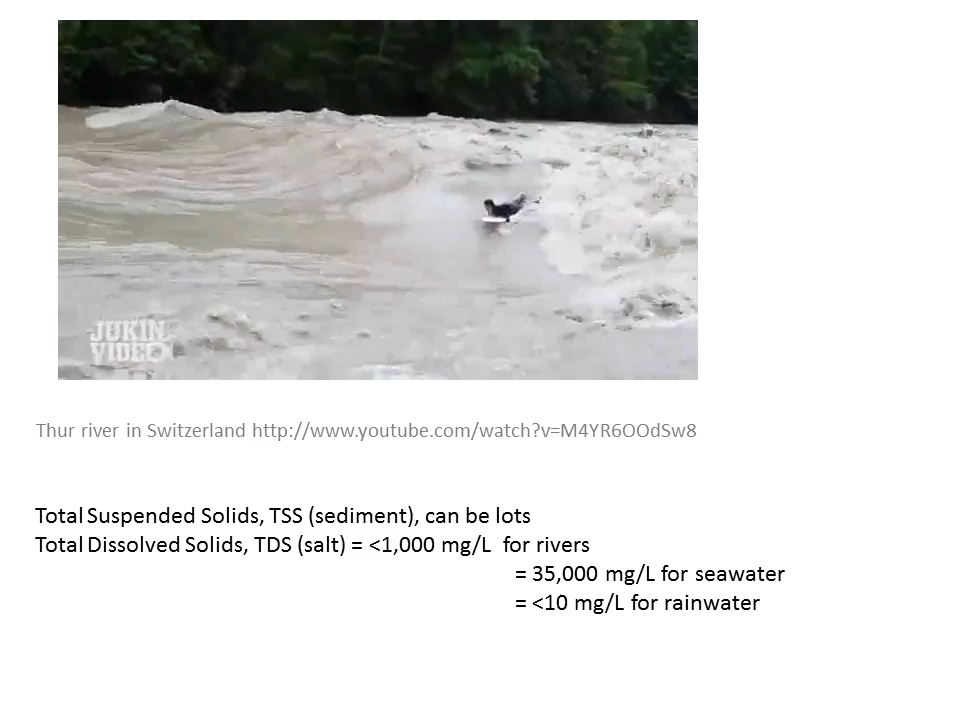 JUKIN
VIDEO
Thur river in Switzerland http://www.youtube.com/watch?v=M4YR6OOdSw8
Total Suspended Solids, TSS (sediment), can be lots
Total Dissolved Solids, TDS (salt) = <1,000 mg/L for rivers
= 35,000 mg/L for seawater
= <10 mg/L for rainwater